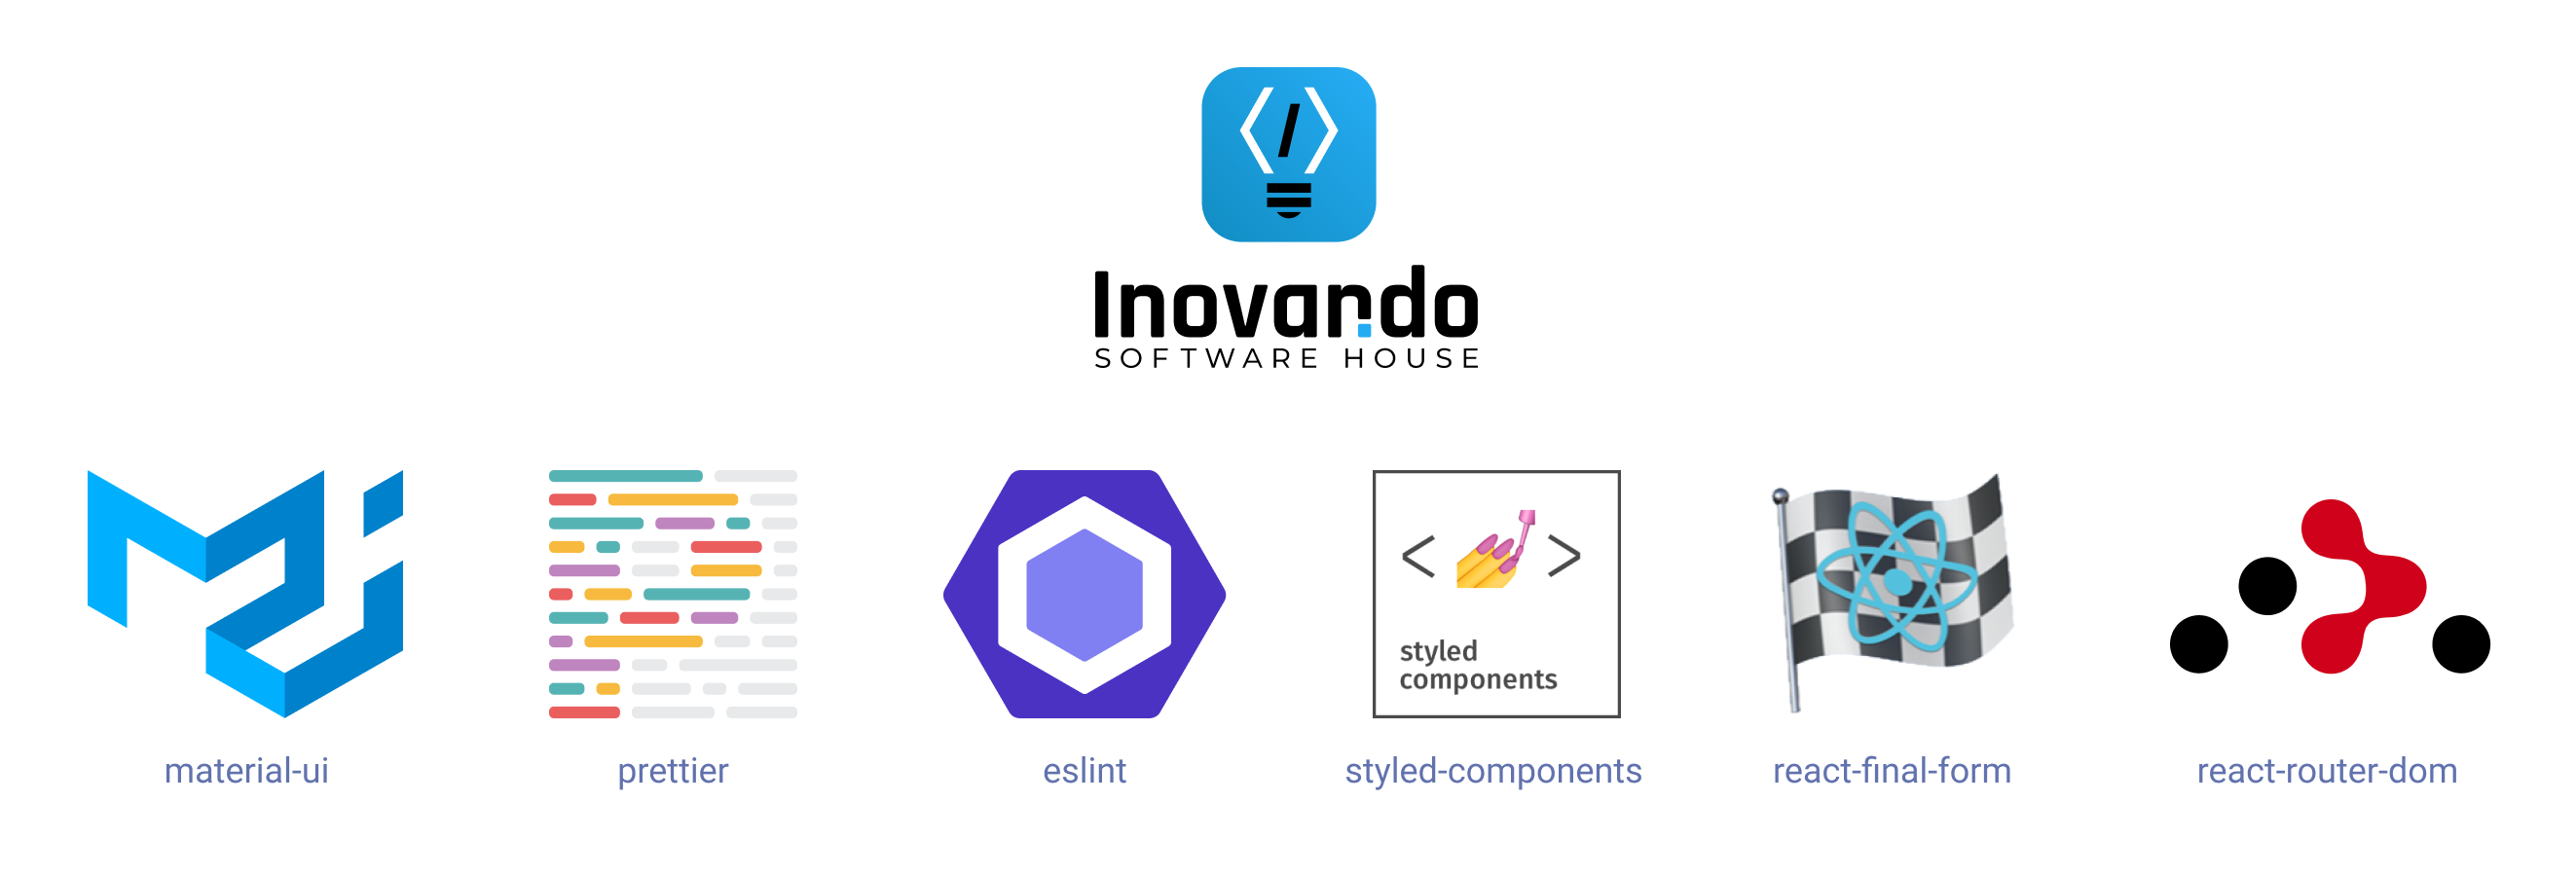 Inovando
SOFTWARE HOUSE
styled
components
material-ui
prettier
eslint
styled-components
react-final-form
react-router-dom